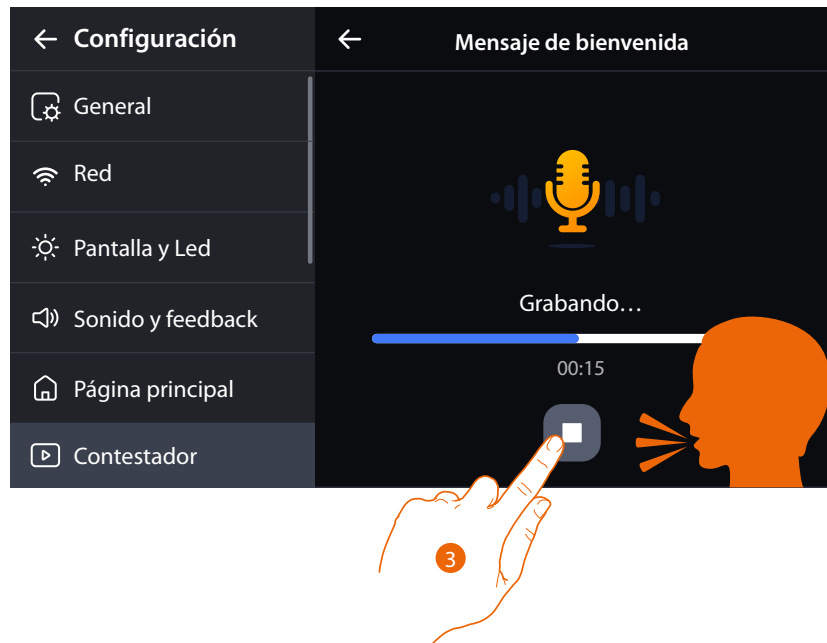 Configuración
General
Red
Pantalla y Led
Sonido y feedback
Página principal
Contestador
Mensaje de bienvenida
Grabando…
00:15
3